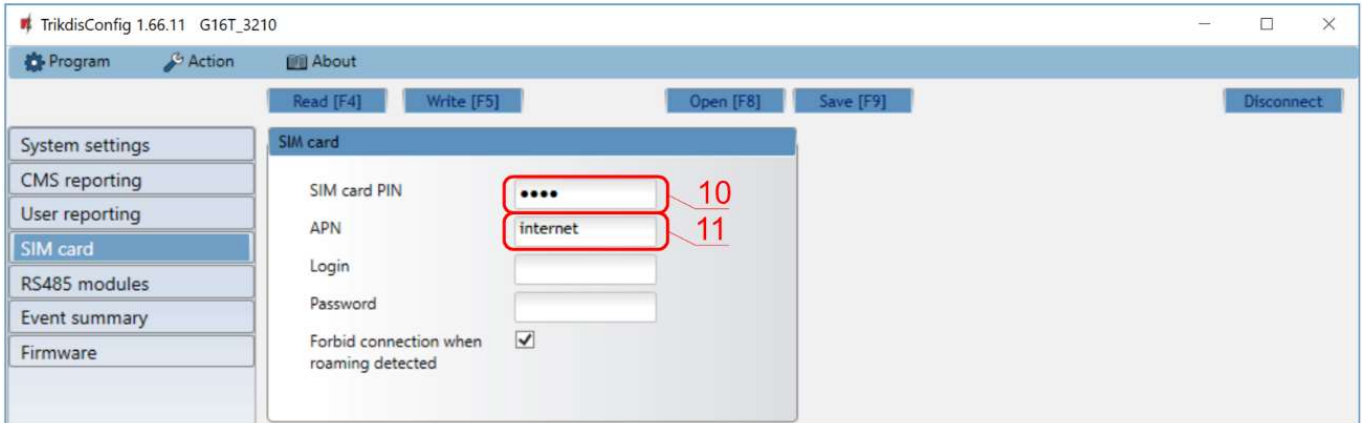 TrikdisConfig 1.66.11 G16T_3210
Program Action About
Read [F4] Write [F5] Open [F8] Save [F9] Disconnect
System settings
CMS reporting
User reporting
SIM card
RS485 modules
Event summary
Firmware
SIM card
SIM card PIN •••• 10
APN internet 11
Login
Password
Forbid connection when
roaming detected